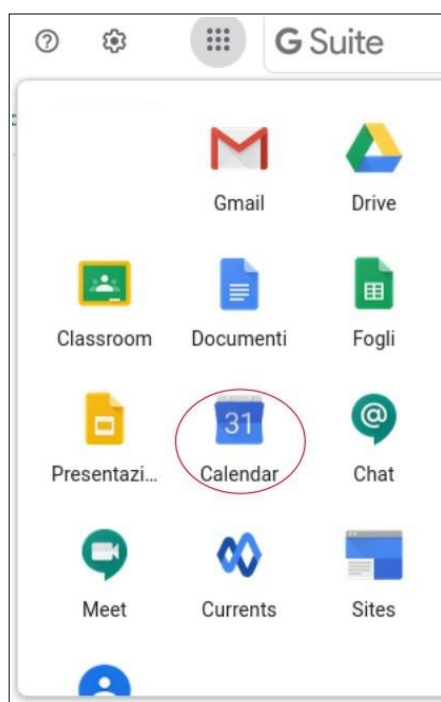 G Suite
Gmail Drive
Classroom Documenti Fogli
31
@
Presentazi... Calendar Chat
Meet Currents Sites